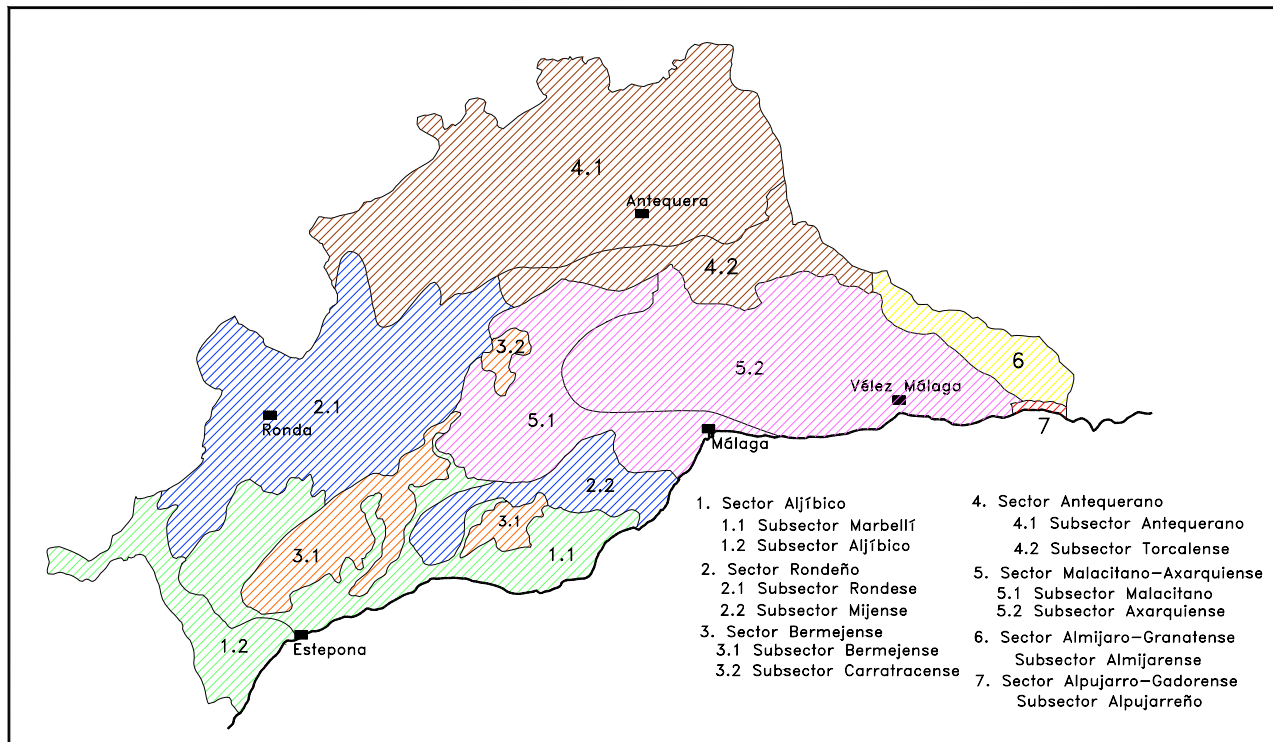 4.1
Antequera
4.2
3.2
6
5.2
Vélez Málaga
2.1
5.1
7
Ronda
Málaga
2.2
3.1
3.1
1.1
1.2
Estepona
1. Sector Aljíbico
1.1 Subsector Marbellí
1.2 Subsector Aljíbico
2. Sector Rondeño
2.1 Subsector Rondese
2.2 Subsector Mijense
3. Sector Bermejense
3.1 Subsector Bermejense
3.2 Subsector Carratracense
4. Sector Antequerano
4.1 Subsector Antequerano
4.2 Subsector Torcalense
5. Sector Malacitano-Axarquiense
5.1 Subsector Malacitano
5.2 Subsector Axarquiense
6. Sector Almijaro-Granatense
Subsector Almijarense
7. Sector Alpujarro-Gadorense
Subsector Alpujarreño